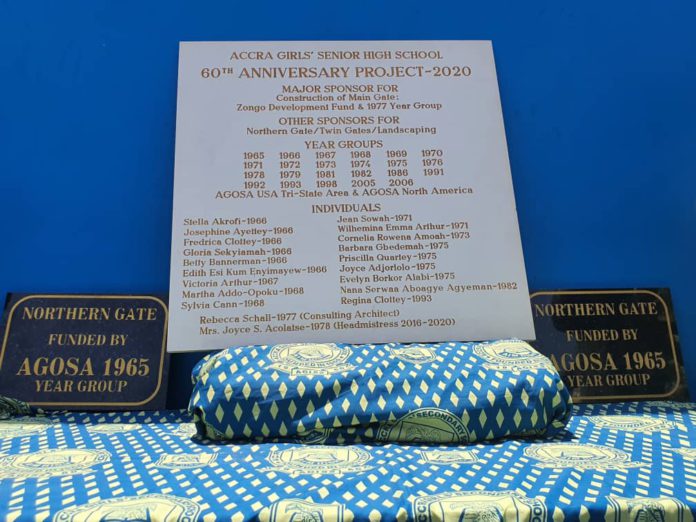 ACCRA GIRLS' SENIOR HIGH SCHOOL
60TH ANNIVERSARY PROJECT-2020
MAJOR SPONSOR FOR
Construction of Main Gate:
Zongo Development Fund & 1977 Year Group
OTHER SPONSORS FOR
Northern Gate/Twin Gates/Landscaping
YEAR GROUPS
1965 1966 1967 1968 1969 1970
1971 1972 1973 1974 1975 1976
1978 1979 1981 1982 1986 1991
1992 1993 1998 2005 2006
AGOSA USA Tri-State Area & AGOSA North America
INDIVIDUALS
Stella Akrofi-1966
Josephine Ayettey-1966
Fredrica Clottey-1966
Gloria Sekyiamah-1966
Betty Bannerman-1966
Edith Esi Kum Enyimayew-1966
Victoria Arthur-1967
Martha Addo-Opoku-1968
Sylvia Cann-1968
Jean Sowah-1971
Wilhemina Emma Arthur-1971
Cornelia Rowena Amoah-1973
Barbara Gbedemah-1975
Priscilla Quartey-1975
Joyce Adjorlolo-1975
Evelyn Borkor Alabi-1975
Nana Serwaa Aboagye Agyeman-1982
Regina Clottey-1993
Rebecca Schall-1977 (Consulting Architect)
Mrs. Joyce S. Acolatse-1978 (Headmistress 2016-2020)
NORTHERN GATE
FUNDED BY
AGOSA 1965
YEAR GROUP
NORTHERN GATE
FUNDED BY
AGOSA 1965
YEAR GROUP